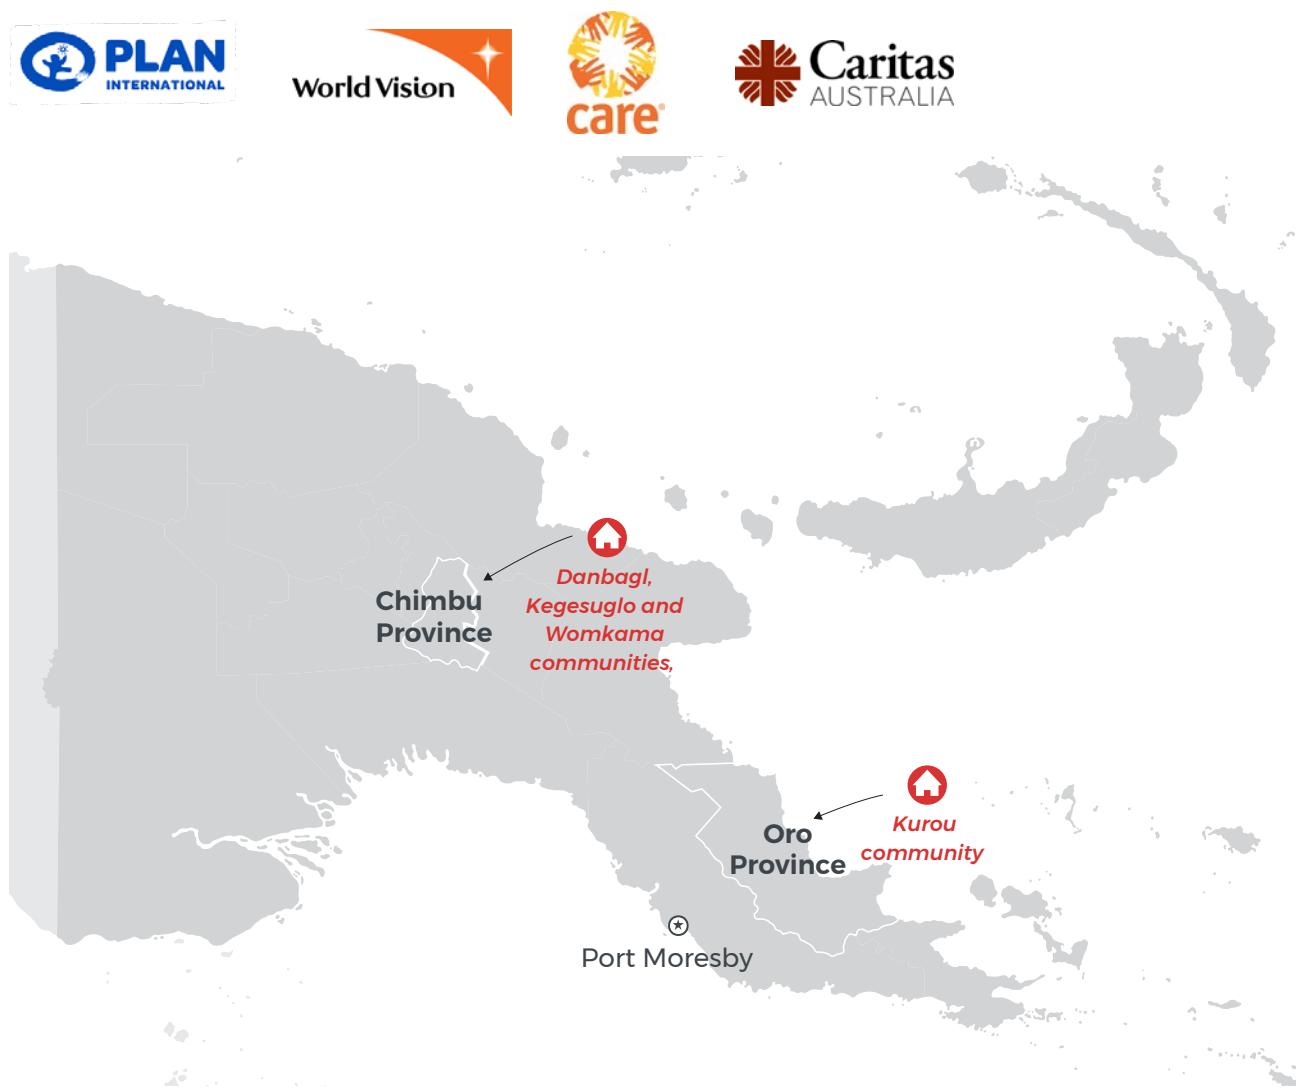 PLAN
INTERNATIONAL
World Vision
care®
Caritas
AUSTRALIA
Danbagl,
Kegesuglo and
Womkama
communities,
Chimbu
Province
Kurou
community
Oro
Province
Port Moresby